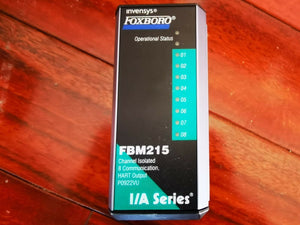 invensys®
FOXBORO®
Operational Status
01
02
03
04
05
06
07
08
FBM215
Channel Isolated
8 Communication,
HART Output
P0922VU
I/A Series®